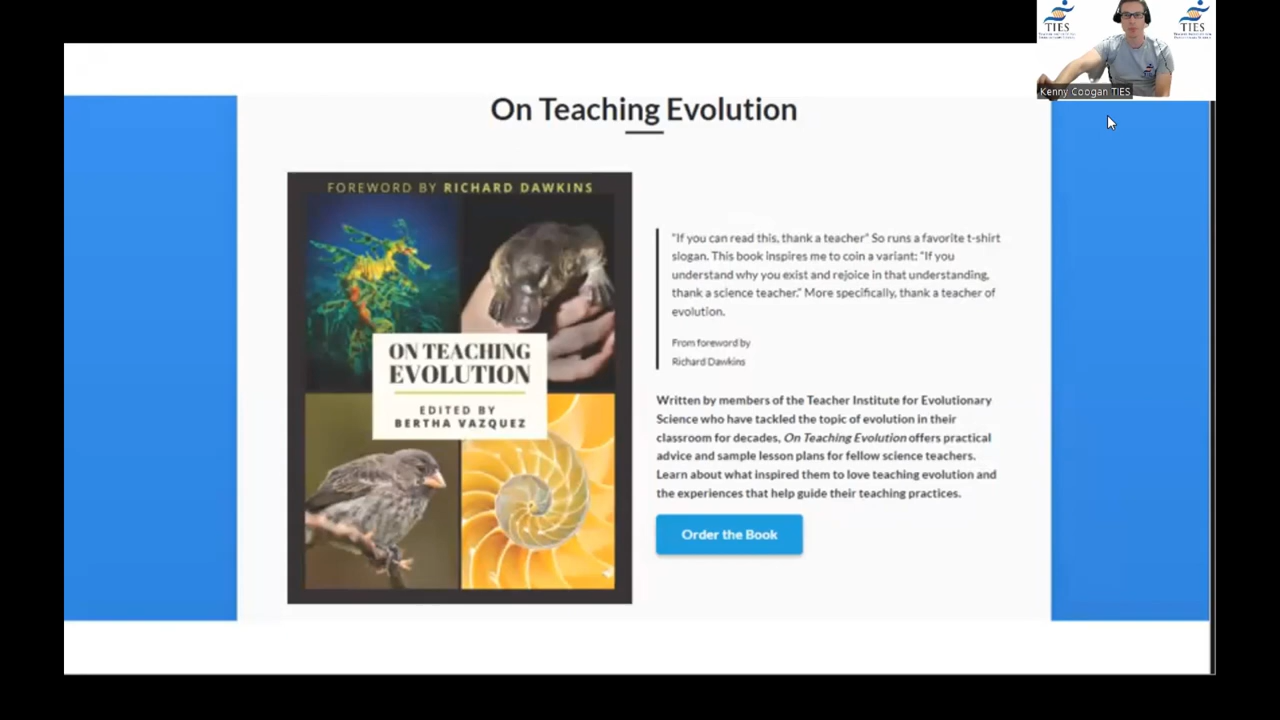 TIES
TIES
Kenny Coogan TIES
On Teaching Evolution
FOREWORD BY RICHARD DAWKINS
ON TEACHING
EVOLUTION
EDITED BY
BERTHA VAZQUEZ
"If you can read this, thank a teacher" So runs a favorite t-shirt
slogan. This book inspires me to coin a variant: "If you
understand why you exist and rejoice in that understanding,
thank a science teacher." More specifically, thank a teacher of
evolution.
From foreword by
Richard Dawkins
Written by members of the Teacher Institute for Evolutionary
Science who have tackled the topic of evolution in their
classroom for decades, On Teaching Evolution offers practical
advice and sample lesson plans for fellow science teachers.
Learn about what inspired them to love teaching evolution and
the experiences that help guide their teaching practices.
Order the Book